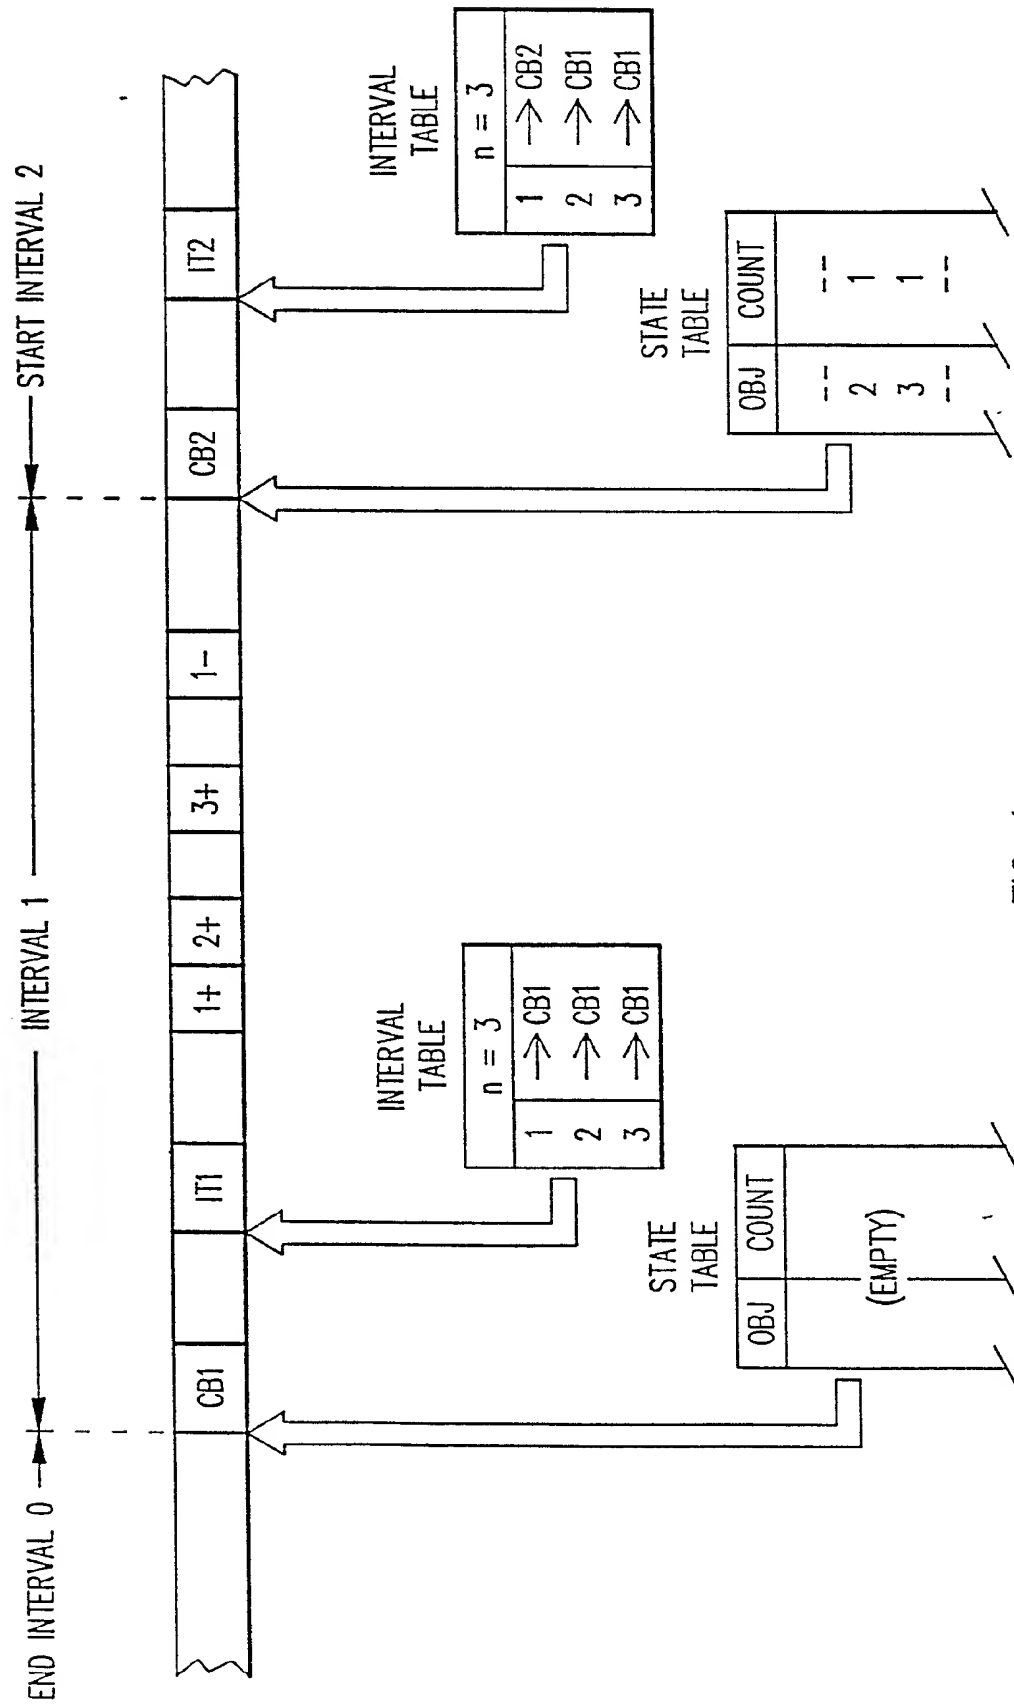 END INTERVAL 0
INTERVAL 1
START INTERVAL 2
CB1
IT1
1+
2+
3+
1-
CB2
IT2
INTERVAL
TABLE
n = 3
1 → CB1
2 → CB1
3 → CB1
INTERVAL
TABLE
n = 3
1 → CB2
2 → CB1
3 → CB1
STATE
TABLE
OBJ COUNT
(EMPTY)
STATE
TABLE
OBJ COUNT
-- --
2 1
3 1
-- --